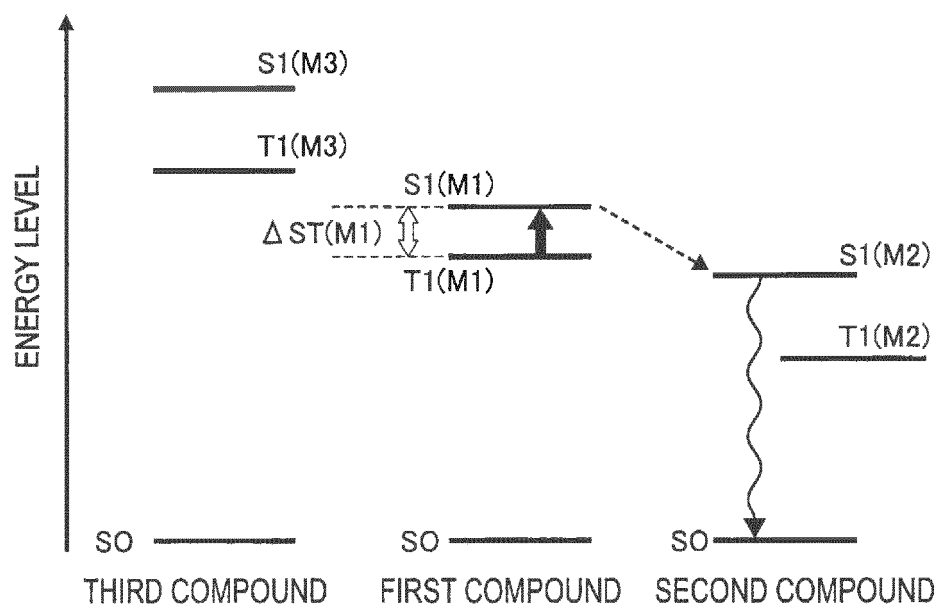 ENERGY LEVEL
S1(M3)
T1(M3)
S1(M1)
Δ ST(M1)
T1(M1)
S1(M2)
T1(M2)
SO
SO
SO
THIRD COMPOUND
FIRST COMPOUND
SECOND COMPOUND